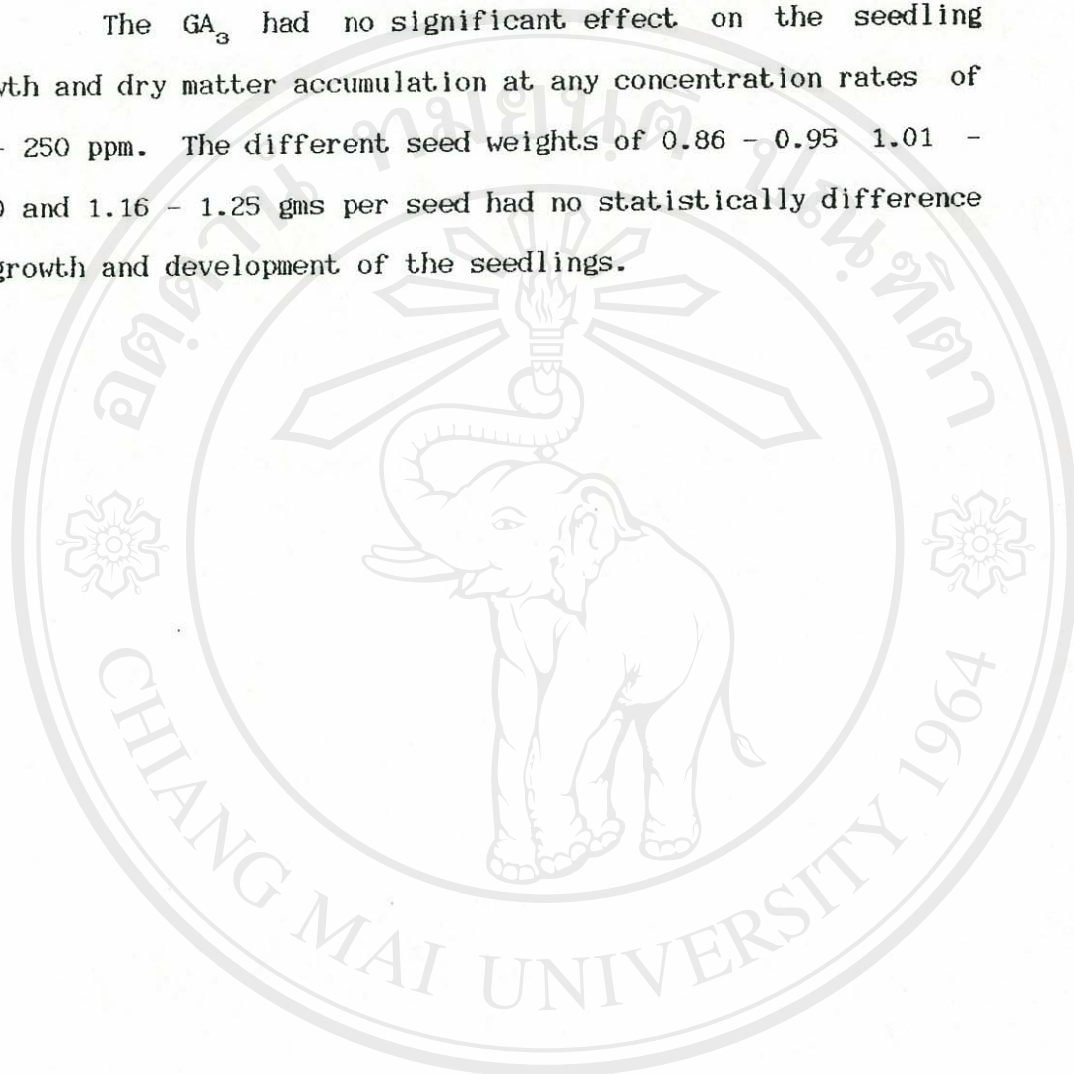 The GA₃ had no significant effect on the seedling
wth and dry matter accumulation at any concentration rates of
- 250 ppm. The different seed weights of 0.86 - 0.95 1.01 -
and 1.16 - 1.25 gms per seed had no statistically difference
growth and development of the seedlings.
CHIANG MAI UNIVERSITY 1964